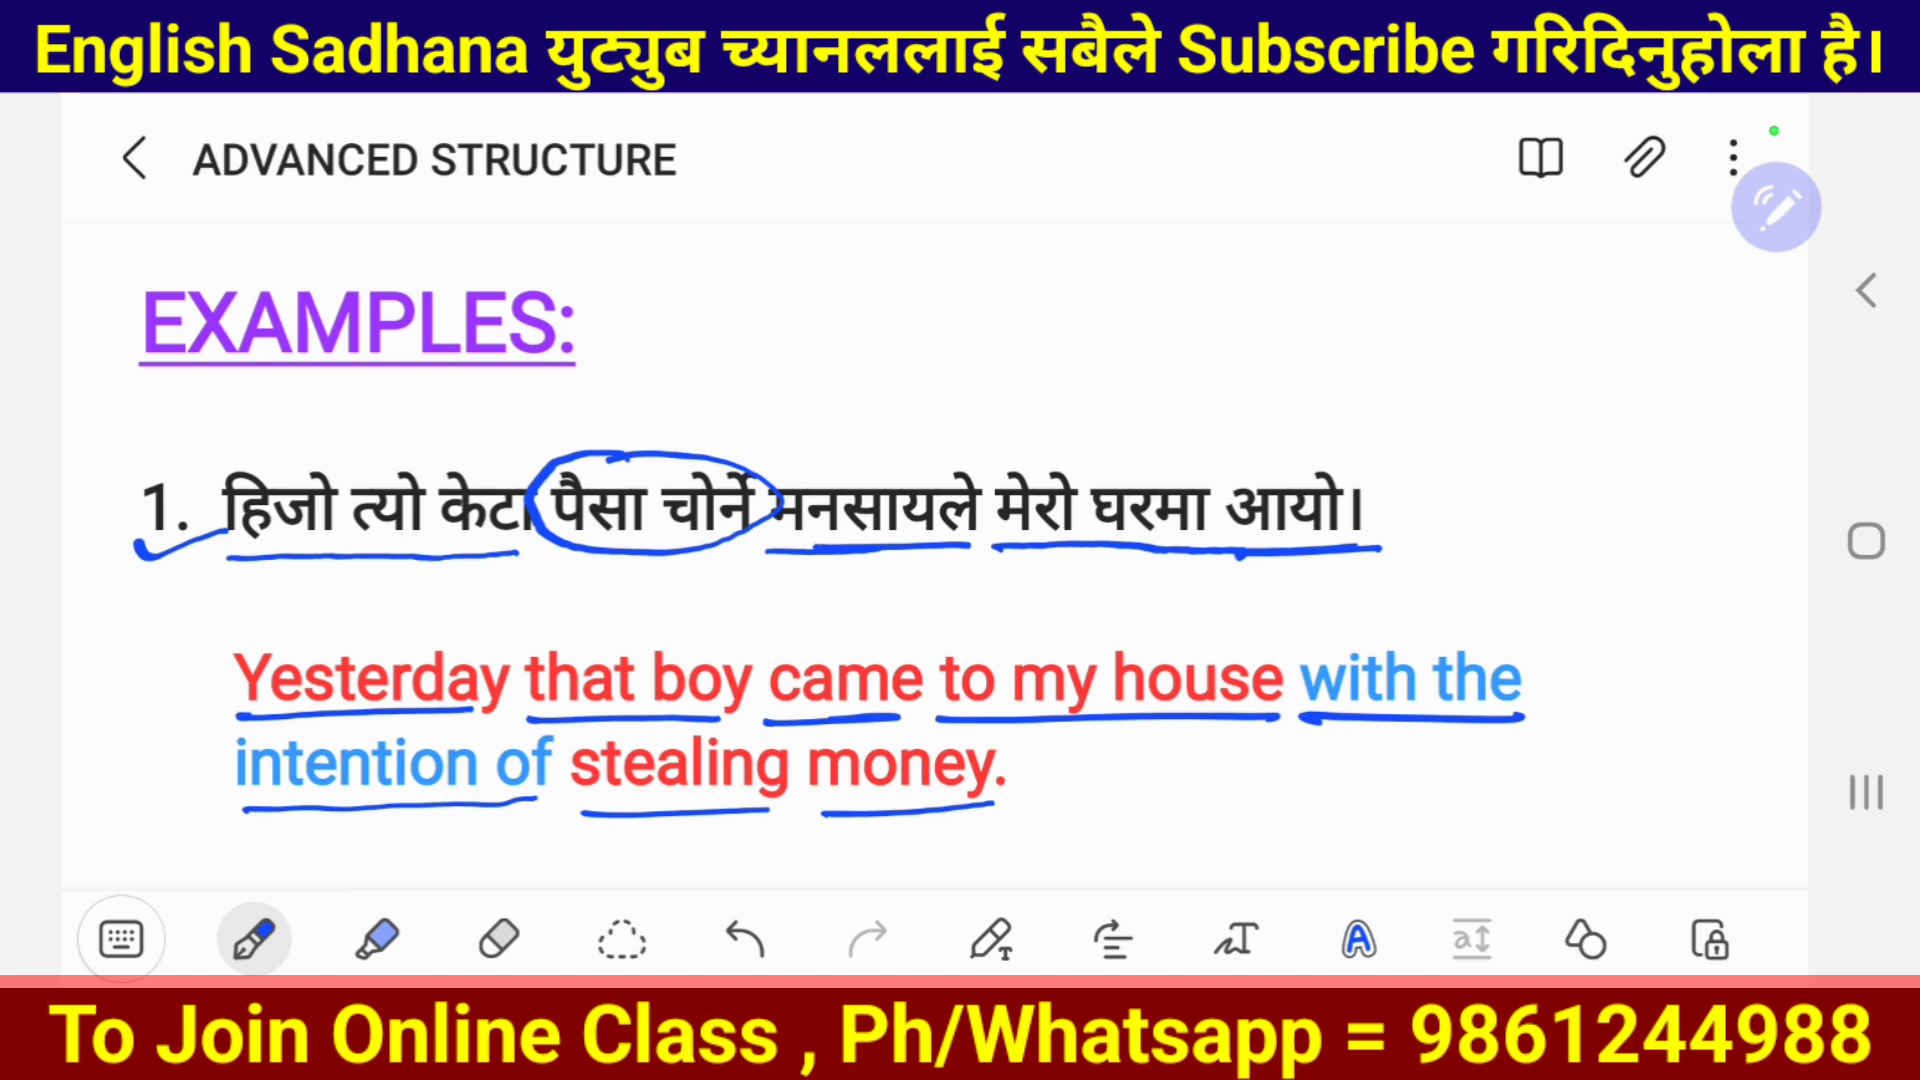 English Sadhana युट्युब च्यानललाई सबैले Subscribe गरिदिनुहोला है।
ADVANCED STRUCTURE
EXAMPLES:
1. हिजो त्यो केटा पैसा चोर्ने मनसायले मेरो घरमा आयो।
Yesterday that boy came to my house with the
intention of stealing money.
To Join Online Class , Ph/Whatsapp = 9861244988